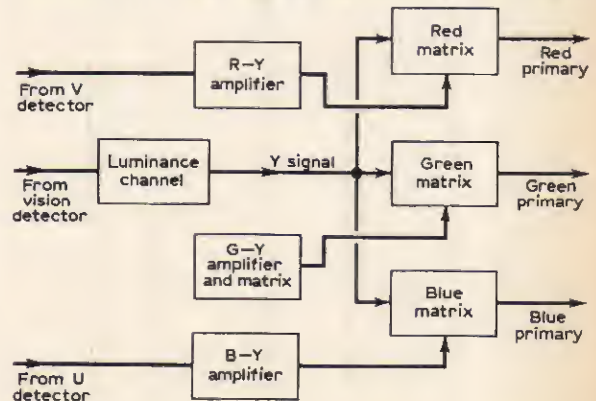 Red
matrix
Red
primary
R–Y
amplifier
From V
detector
Luminance
channel
Y signal
Green
matrix
Green
primary
From
vision
detector
G–Y
amplifier
and matrix
Blue
matrix
Blue
primary
B–Y
amplifier
From U
detector